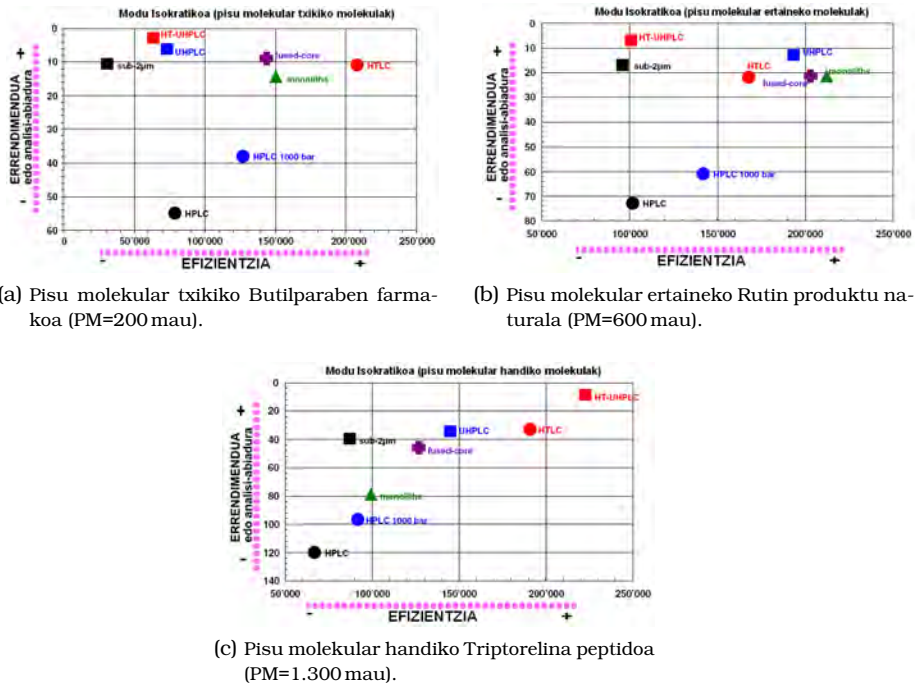 Modu Isokratikoa (pisu molekular txikiko molekulak)
ERRENDIMENDUA
edo analisi-abiadura
+
-
0
10
20
30
40
50
60
HT-UHPLC
UHPLC
sub-2µm
fused-core
monoliths
HTLC
HPLC 1000 bar
HPLC
0 50'000 100'000 150'000 200'000 250'000
- EFIZIENTZIA +
(a) Pisu molekular txikiko Butilparaben farma-
koa (PM=200 mau).
Modu Isokratikoa (pisu molekular ertaineko molekulak)
ERRENDIMENDUA
edo analisi-abiadura
+
-
0
10
20
30
40
50
60
70
80
HT-UHPLC
UHPLC
sub-2µm
HTLC
fused-core
monoliths
HPLC 1000 bar
HPLC
50'000 100'000 150'000 200'000 250'000
- EFIZIENTZIA +
(b) Pisu molekular ertaineko Rutin produktu na-
turala (PM=600 mau).
Modu Isokratikoa (pisu molekular handiko molekulak)
ERRENDIMENDUA
edo analisi-abiadura
+
-
0
20
40
60
80
100
120
140
HT-UHPLC
UHPLC
HTLC
sub-2µm
fused-core
monoliths
HPLC 1000 bar
HPLC
50'000 100'000 150'000 200'000 250'000
- EFIZIENTZIA +
(c) Pisu molekular handiko Triptorelina peptidoa
(PM=1.300 mau).